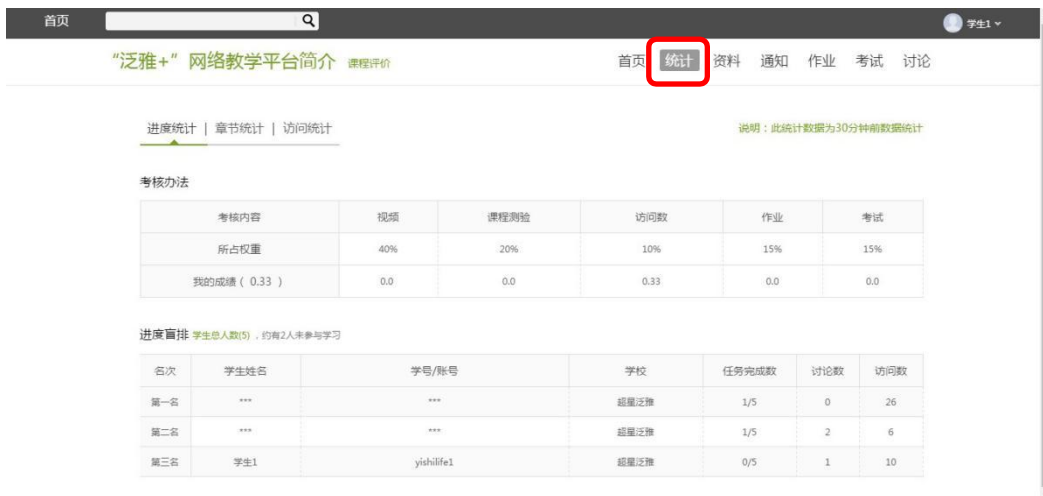 首页 学生1
“泛雅+”网络教学平台简介 课程评价 首页 统计 资料 通知 作业 考试 讨论
进度统计 | 章节统计 | 访问统计 说明：此统计数据为30分钟前数据统计
考核办法
考核内容 视频 课程测验 访问数 作业 考试
所占权重 40% 20% 10% 15% 15%
我的成绩 ( 0.33 ) 0.0 0.0 0.33 0.0 0.0
进度盲排 学生总人数(5) , 约有2人未参与学习
名次 学生姓名 学号/账号 学校 任务完成数 讨论数 访问数
第一名 *** *** 超星泛雅 1/5 0 26
第二名 *** *** 超星泛雅 1/5 2 6
第三名 学生1 yishilife1 超星泛雅 0/5 1 10